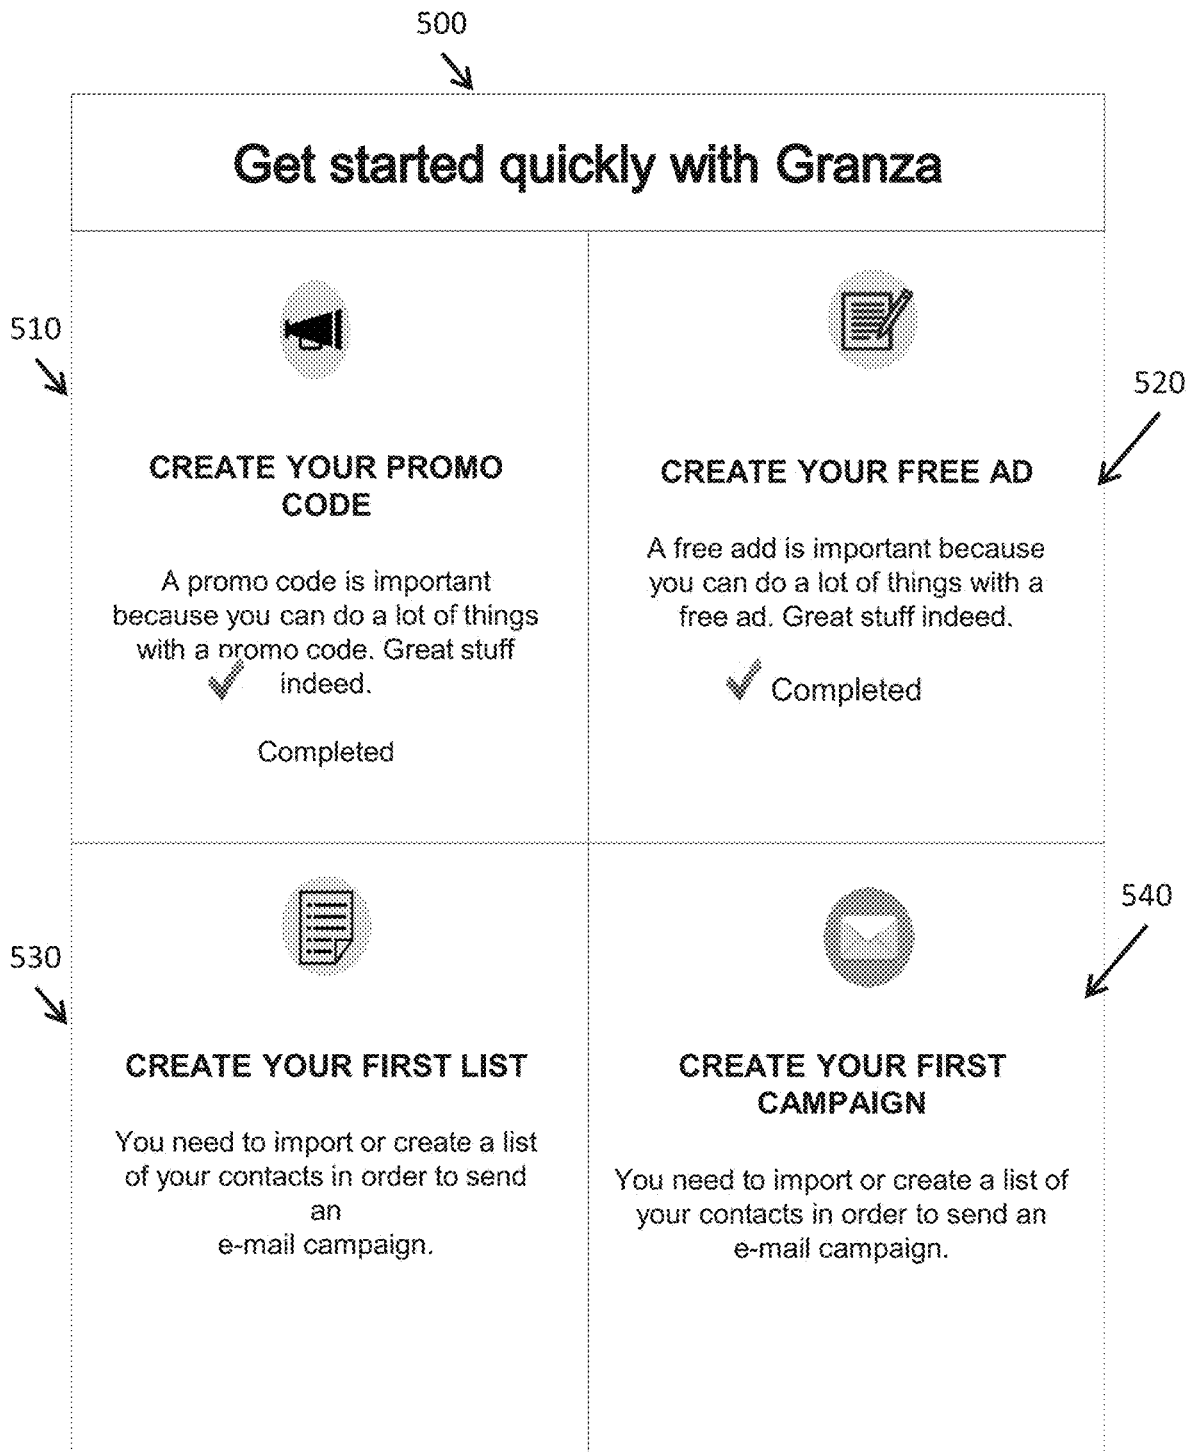 500
Get started quickly with Granza
510
CREATE YOUR PROMO
CODE
A promo code is important
because you can do a lot of things
with a promo code. Great stuff
indeed.
Completed
520
CREATE YOUR FREE AD
A free add is important because
you can do a lot of things with a
free ad. Great stuff indeed.
Completed
530
CREATE YOUR FIRST LIST
You need to import or create a list
of your contacts in order to send
an
e-mail campaign.
540
CREATE YOUR FIRST
CAMPAIGN
You need to import or create a list of
your contacts in order to send an
e-mail campaign.